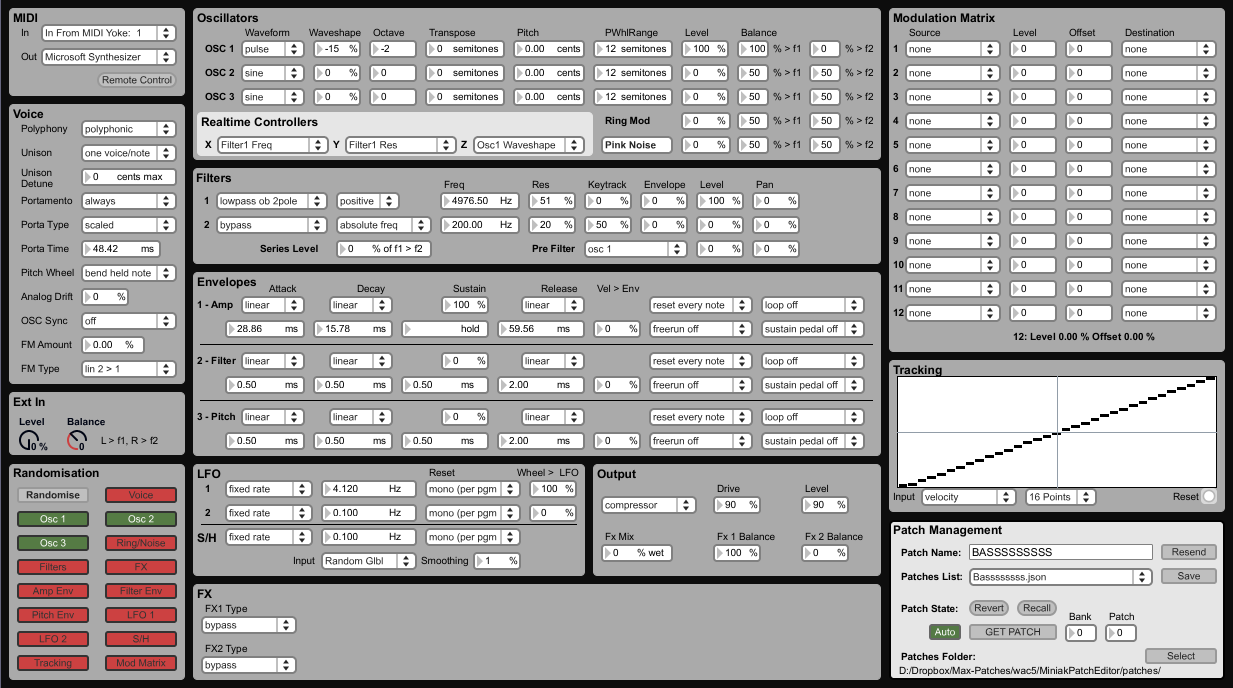 MIDI
In In From MIDI Yoke: 1
Out Microsoft Synthesizer
Remote Control
Voice
Polyphony polyphonic
Unison one voice/note
Unison Detune 0 cents max
Portamento always
Porta Type scaled
Porta Time 48.42 ms
Pitch Wheel bend held note
Analog Drift 0 %
OSC Sync off
FM Amount 0.00 %
FM Type lin 2 > 1
Ext In
Level Balance
0 % 0 L > f1, R > f2
Randomisation
Randomise Voice
Osc 1 Osc 2
Osc 3 Ring/Noise
Filters FX
Amp Env Filter Env
Pitch Env LFO 1
LFO 2 S/H
Tracking Mod Matrix
Oscillators
Waveform Waveshape Octave Transpose Pitch PWhlRange Level Balance
OSC 1 pulse -15 % -2 0 semitones 0.00 cents 12 semitones 100 % 100 % > f1 0 % > f2
OSC 2 sine 0 % 0 0 semitones 0.00 cents 12 semitones 0 % 50 % > f1 50 % > f2
OSC 3 sine 0 % 0 0 semitones 0.00 cents 12 semitones 0 % 50 % > f1 50 % > f2
Ring Mod 0 % 50 % > f1 50 % > f2
Pink Noise 0 % 50 % > f1 50 % > f2
Realtime Controllers
X Filter1 Freq Y Filter1 Res Z Osc1 Waveshape
Filters
Freq Res Keytrack Envelope Level Pan
1 lowpass ob 2pole positive 4976.50 Hz 51 % 0 % 0 % 100 % 0 %
2 bypass absolute freq 200.00 Hz 20 % 50 % 0 % 0 % 0 %
Series Level 0 % of f1 > f2 Pre Filter osc 1 0 % 0 %
Envelopes
Attack Decay Sustain Release Vel > Env
1 - Amp linear linear 100 % linear reset every note loop off
28.86 ms 15.78 ms hold 59.56 ms 0 % freerun off sustain pedal off
2 - Filter linear linear 0 % linear reset every note loop off
0.50 ms 0.50 ms 0.50 ms 2.00 ms 0 % freerun off sustain pedal off
3 - Pitch linear linear 0 % linear reset every note loop off
0.50 ms 0.50 ms 0.50 ms 2.00 ms 0 % freerun off sustain pedal off
LFO
Reset Wheel > LFO
1 fixed rate 4.120 Hz mono (per pgm 100 %
2 fixed rate 0.100 Hz mono (per pgm 0 %
S/H fixed rate 0.100 Hz mono (per pgm
Input Random Glbl Smoothing 1 %
Output
Drive Level
compressor 90 % 90 %
Fx Mix Fx 1 Balance Fx 2 Balance
0 % wet 100 % 0 %
FX
FX1 Type
bypass
FX2 Type
bypass
Modulation Matrix
Source Level Offset Destination
1 none 0 0 none
2 none 0 0 none
3 none 0 0 none
4 none 0 0 none
5 none 0 0 none
6 none 0 0 none
7 none 0 0 none
8 none 0 0 none
9 none 0 0 none
10 none 0 0 none
11 none 0 0 none
12 none 0 0 none
12: Level 0.00 % Offset 0.00 %
Tracking
Input velocity 16 Points Reset
Patch Management
Patch Name: BASSSSSSSSS Resend
Patches List: Basssssss.json Save
Patch State: Revert Recall
Bank Patch
Auto GET PATCH 0 0
Patches Folder: Select
D:/Dropbox/Max-Patches/wac5/MiniakPatchEditor/patches/